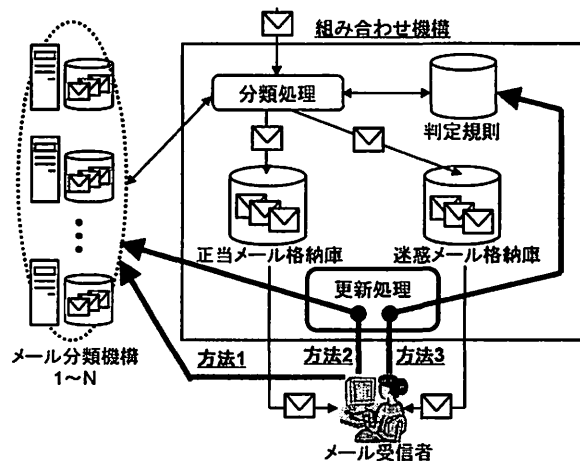 組み合わせ機構
分類処理
判定規則
正当メール格納庫
迷惑メール格納庫
更新処理
メール分類機構
1〜N
方法1
方法2
方法3
メール受信者